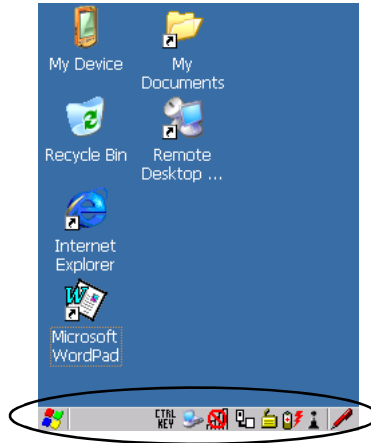 My Device
My
Documents
Recycle Bin
Remote
Desktop ...
Internet
Explorer
Microsoft
WordPad
CTRL
KEY